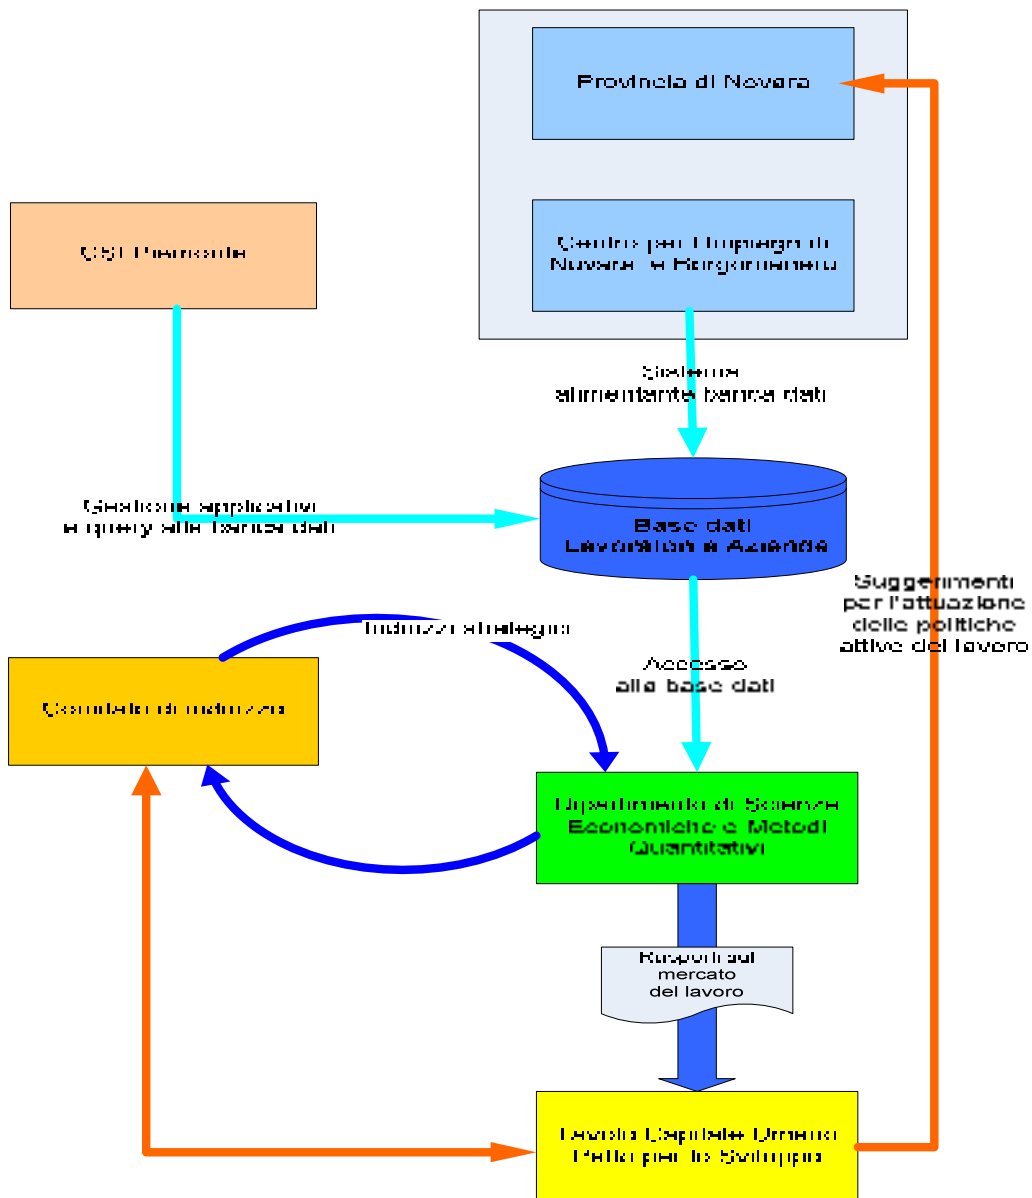 Provincia di Novara
CSI Piemonte
Centro per l'Impiego di
Novara e Borgomanero
Sistema
alimentante banca dati
Gestione applicativi
e query alle banca dati
Base dati
Lavoratori e Aziende
Suggerimenti
per l'attuazione
delle politiche
attive del lavoro
Indirizzi strategici
Accesso
alla base dati
Comitato di indirizzo
Dipartimento di Scienze
Economiche e Metodi
Quantitativi
Rapporti sul
mercato
del lavoro
Tavolo Capitale Umano
Patto per lo Sviluppo